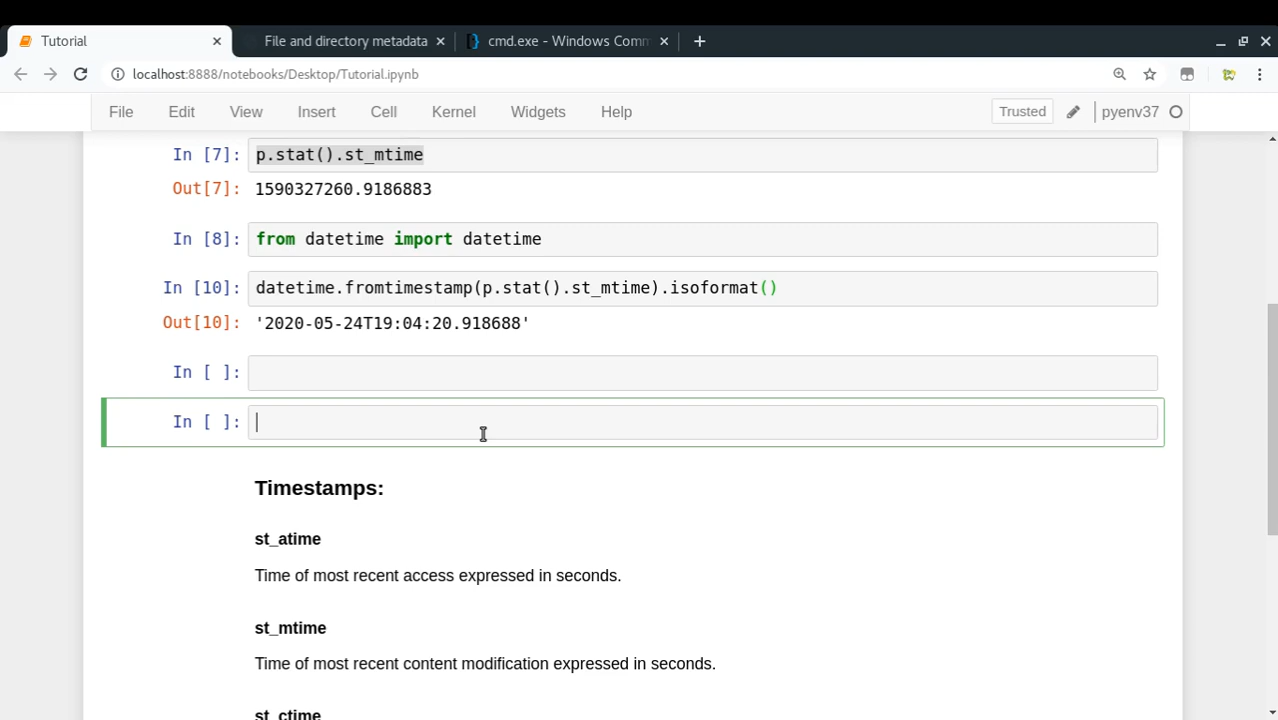 Tutorial
File and directory metadata
cmd.exe - Windows Comm
localhost:8888/notebooks/Desktop/Tutorial.ipynb
File Edit View Insert Cell Kernel Widgets Help Trusted pyenv37
In [7]: p.stat().st_mtime
Out[7]: 1590327260.9186883
In [8]: from datetime import datetime
In [10]: datetime.fromtimestamp(p.stat().st_mtime).isoformat()
Out[10]: '2020-05-24T19:04:20.918688'
In [ ]:
In [ ]:
Timestamps:
st_atime
Time of most recent access expressed in seconds.
st_mtime
Time of most recent content modification expressed in seconds.
st_ctime